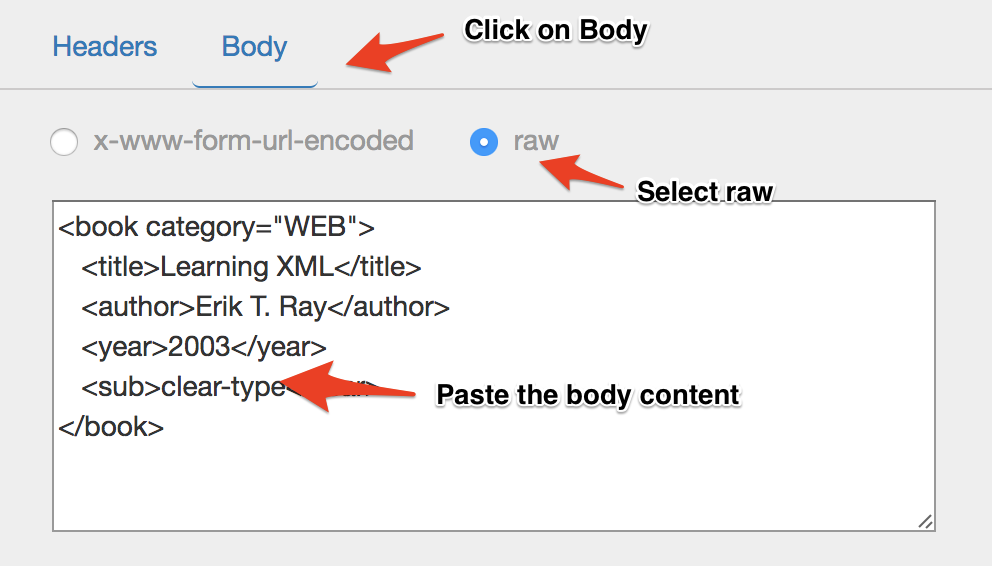 Headers Body Click on Body
x-www-form-url-encoded raw
Select raw
<book category="WEB">
<title>Learning XML</title>
<author>Erik T. Ray</author>
<year>2003</year>
<sub>clear-type<
Paste the body content
</book>